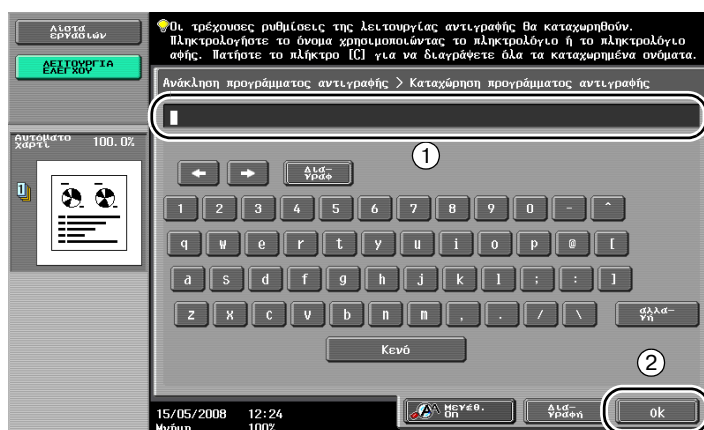 Λίστα
εργασιών
ΛΕΙΤΟΥΡΓΙΑ
ΕΛΕΓΧΟΥ
Οι τρέχουσες ρυθμίσεις της λειτουργίας αντιγραφής θα καταχωρηθούν.
Πληκτρολογήστε το όνομα χρησιμοποιώντας το πληκτρολόγιο ή το πληκτρολόγιο
αφής. Πατήστε το πλήκτρο [C] για να διαγράψετε όλα τα καταχωρημένα ονόματα.
Ανάκληση προγράμματος αντιγραφής > Καταχώρηση προγράμματος αντιγραφής
1
Αυτόματο
χαρτί 100.0%
← → Δια-
γραφ
1 2 3 4 5 6 7 8 9 0 - ^
q w e r t y u i o p @ [
a s d f g h j k l ; : ]
z x c v b n m , . / \ αλλα-
γή
Κενό
2
15/05/2008 12:24
Μνήμη 100%
Μεγέθ.
On
Δια-
γραφή
Ok